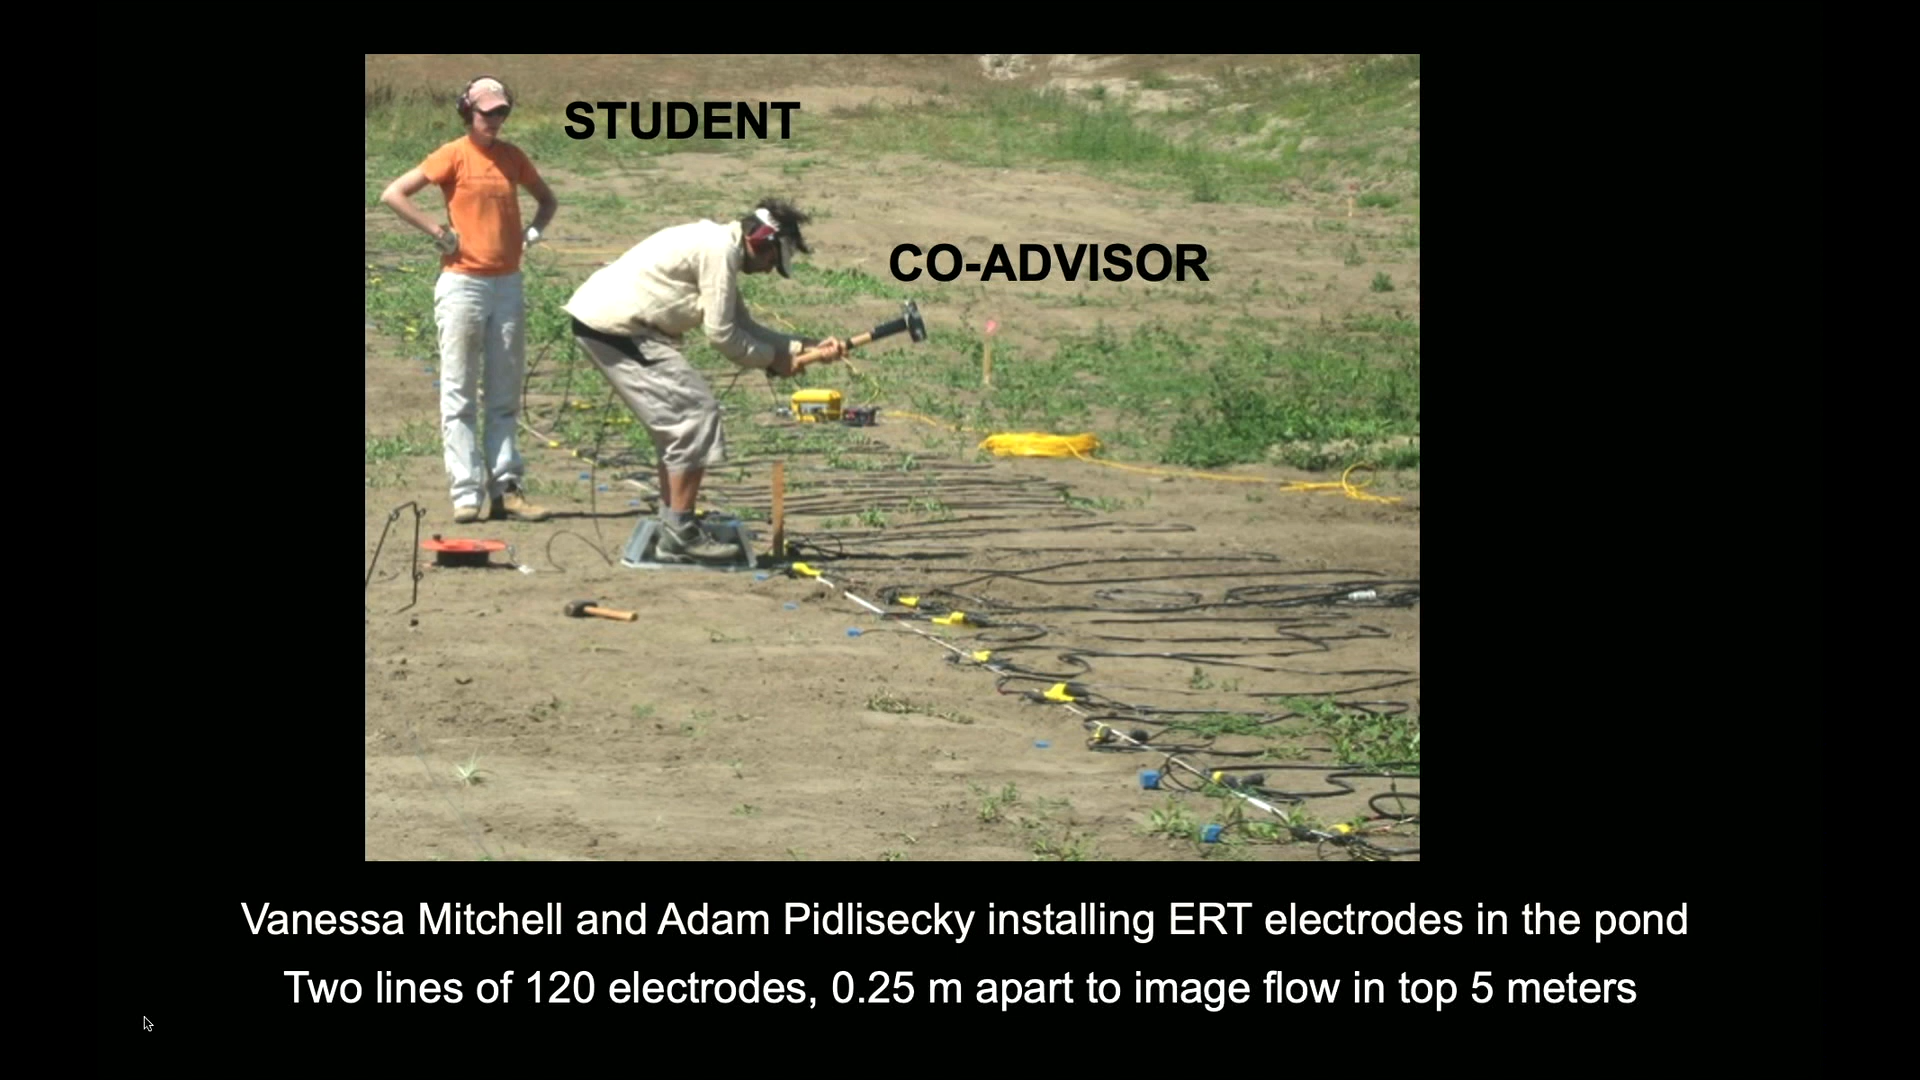 STUDENT
CO-ADVISOR
Vanessa Mitchell and Adam Pidlisecky installing ERT electrodes in the pond
Two lines of 120 electrodes, 0.25 m apart to image flow in top 5 meters